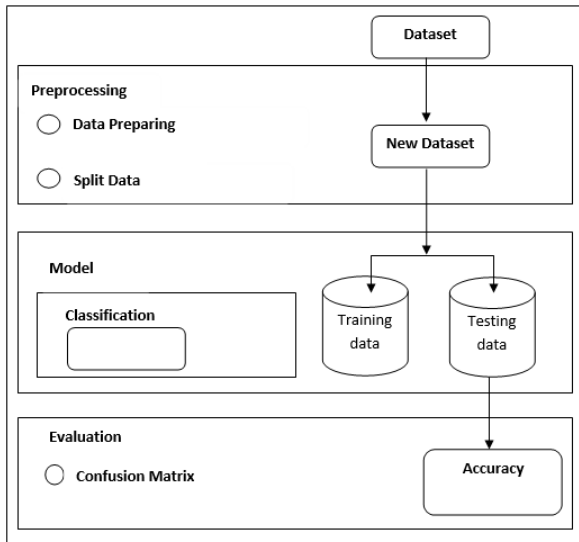 Dataset
Preprocessing
Data Preparing
New Dataset
Split Data
Model
Classification
Training
data
Testing
data
Evaluation
Confusion Matrix
Accuracy